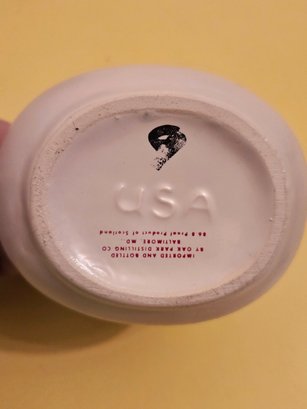 USA
IMPORTED AND BOTTLED
BY OAK PARK DISTILLING CO
BALTIMORE MD
86.8 Proof Product of Scotland